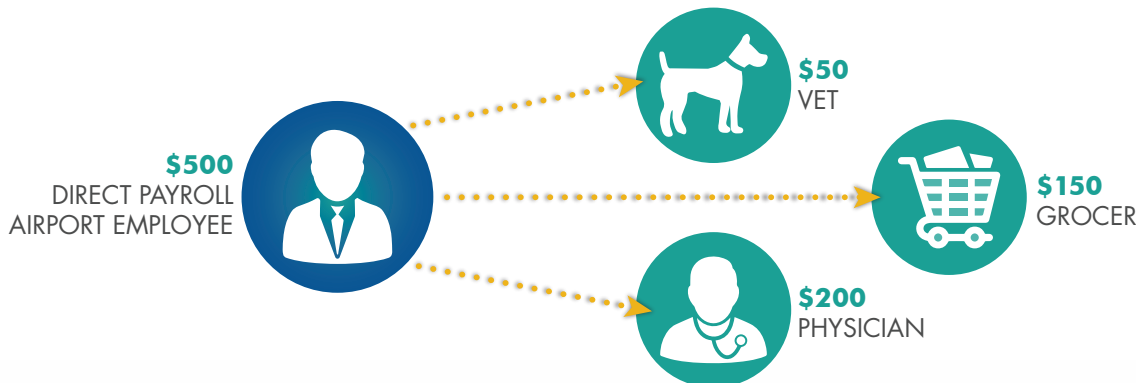 $500
DIRECT PAYROLL
AIRPORT EMPLOYEE
$50
VET
$150
GROCER
$200
PHYSICIAN